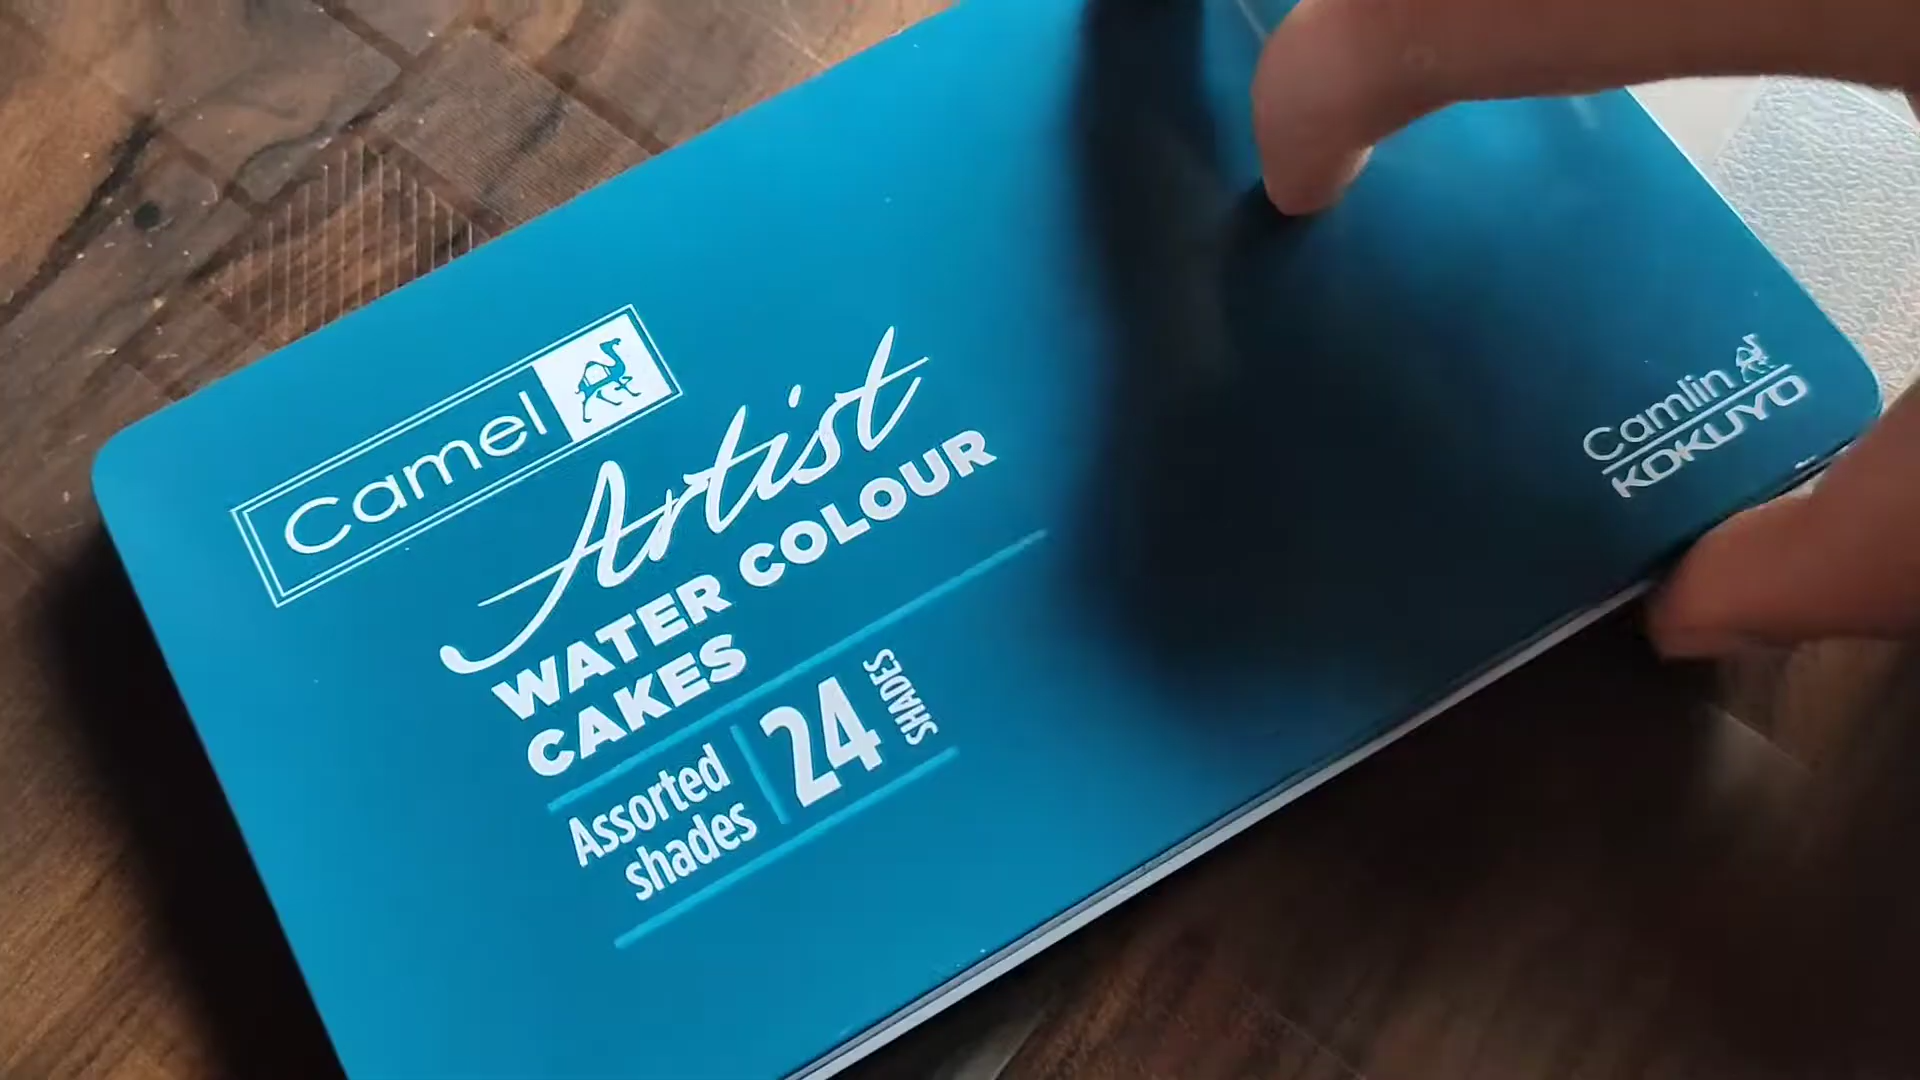 Camel
Artist
WATER COLOUR
CAKES
Assorted
shades
24
SHADES
Camlin
KOKUYO